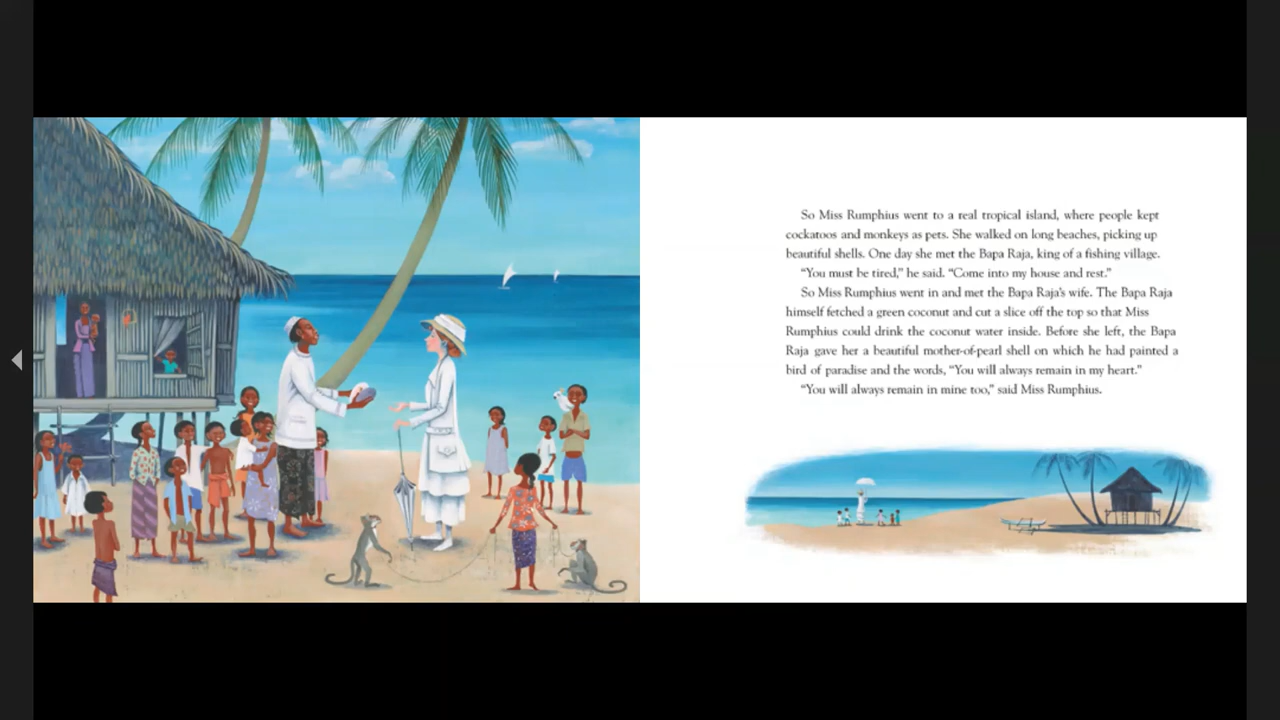 So Miss Rumphius went to a real tropical island, where people kept
cockatoos and monkeys as pets. She walked on long beaches, picking up
beautiful shells. One day she met the Bapa Raja, king of a fishing village.
“You must be tired,” he said. “Come into my house and rest.”
So Miss Rumphius went in and met the Bapa Raja’s wife. The Bapa Raja
himself fetched a green coconut and cut a slice off the top so that Miss
Rumphius could drink the coconut water inside. Before she left, the Bapa
Raja gave her a beautiful mother-of-pearl shell on which he had painted a
bird of paradise and the words, “You will always remain in my heart.”
“You will always remain in mine too,” said Miss Rumphius.